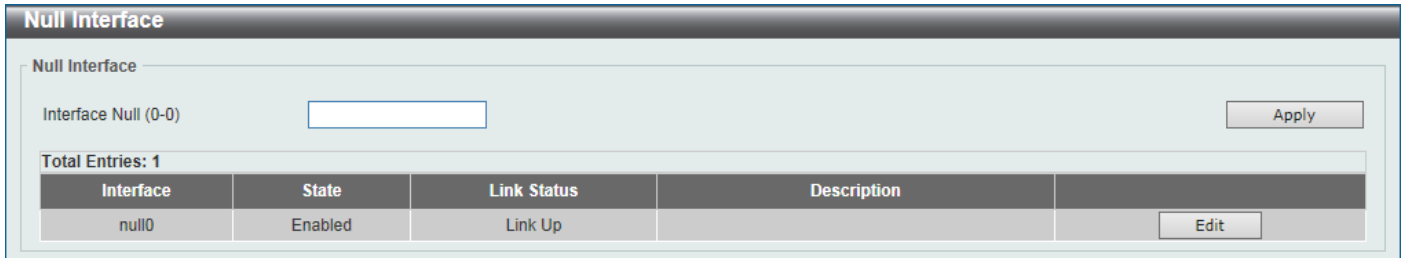 Null Interface
Null Interface
Interface Null (0-0)
Apply
Total Entries: 1
Interface State Link Status Description
null0 Enabled Link Up Edit